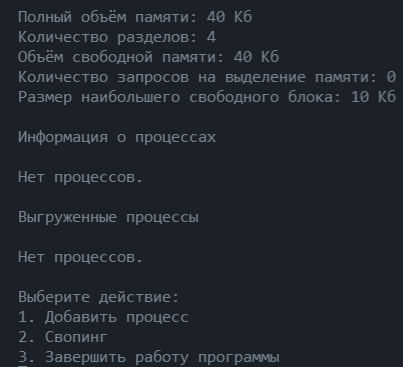 Полный объём памяти: 40 Кб
Количество разделов: 4
Объём свободной памяти: 40 Кб
Количество запросов на выделение памяти: 0
Размер наибольшего свободного блока: 10 Кб
Информация о процессах
Нет процессов.
Выгруженные процессы
Нет процессов.
Выберите действие:
1. Добавить процесс
2. Свопинг
3. Завершить работу программы